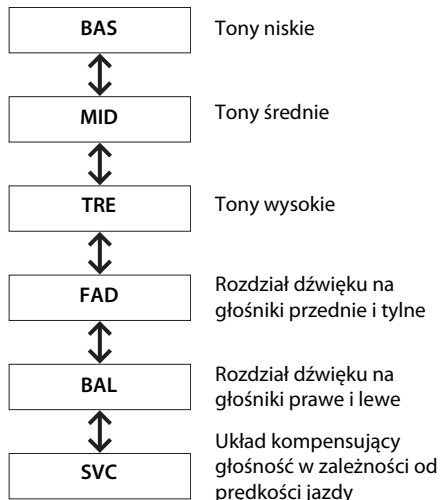 BAS
Tony niskie
MID
Tony średnie
TRE
Tony wysokie
FAD
Rozdział dźwięku na
głośniki przednie i tylne
BAL
Rozdział dźwięku na
głośniki prawe i lewe
SVC
Układ kompensujący
głośność w zależności od
prędkości jazdy